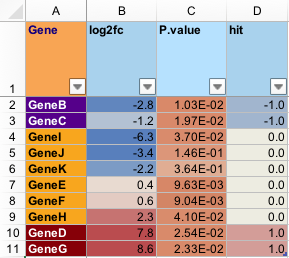 A B C D
1 Gene log2fc P.value hit
2 GeneB -2.8 1.03E-02 -1.0
3 GeneC -1.2 1.97E-02 -1.0
4 GeneI -6.3 3.70E-02 0.0
5 GeneJ -3.4 1.46E-01 0.0
6 GeneK -2.2 3.64E-01 0.0
7 GeneE 0.4 9.63E-03 0.0
8 GeneF 0.6 9.04E-03 0.0
9 GeneH 2.3 4.10E-02 0.0
10 GeneD 7.8 2.54E-02 1.0
11 GeneG 8.6 2.33E-02 1.0